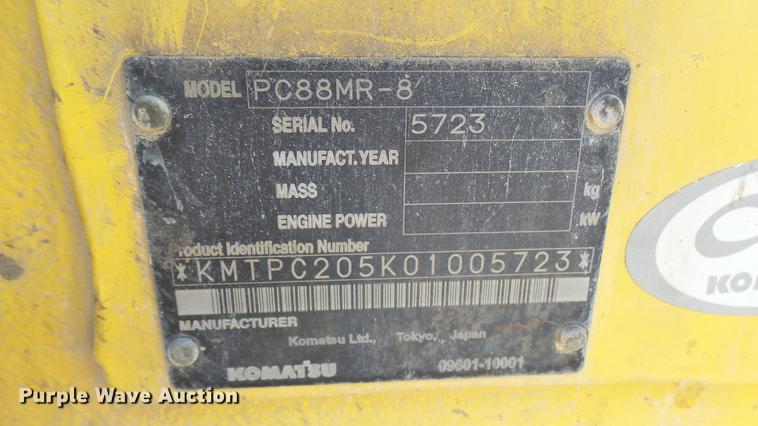 MODEL PC88MR-8
SERIAL No. 5723
MANUFACT. YEAR
MASS kg
ENGINE POWER kW
Product Identification Number
*KMTPC205K01005723*
MANUFACTURER
Komatsu Ltd., Tokyo, Japan
KOMATSU 09601-10001
KO
Purple Wave Auction